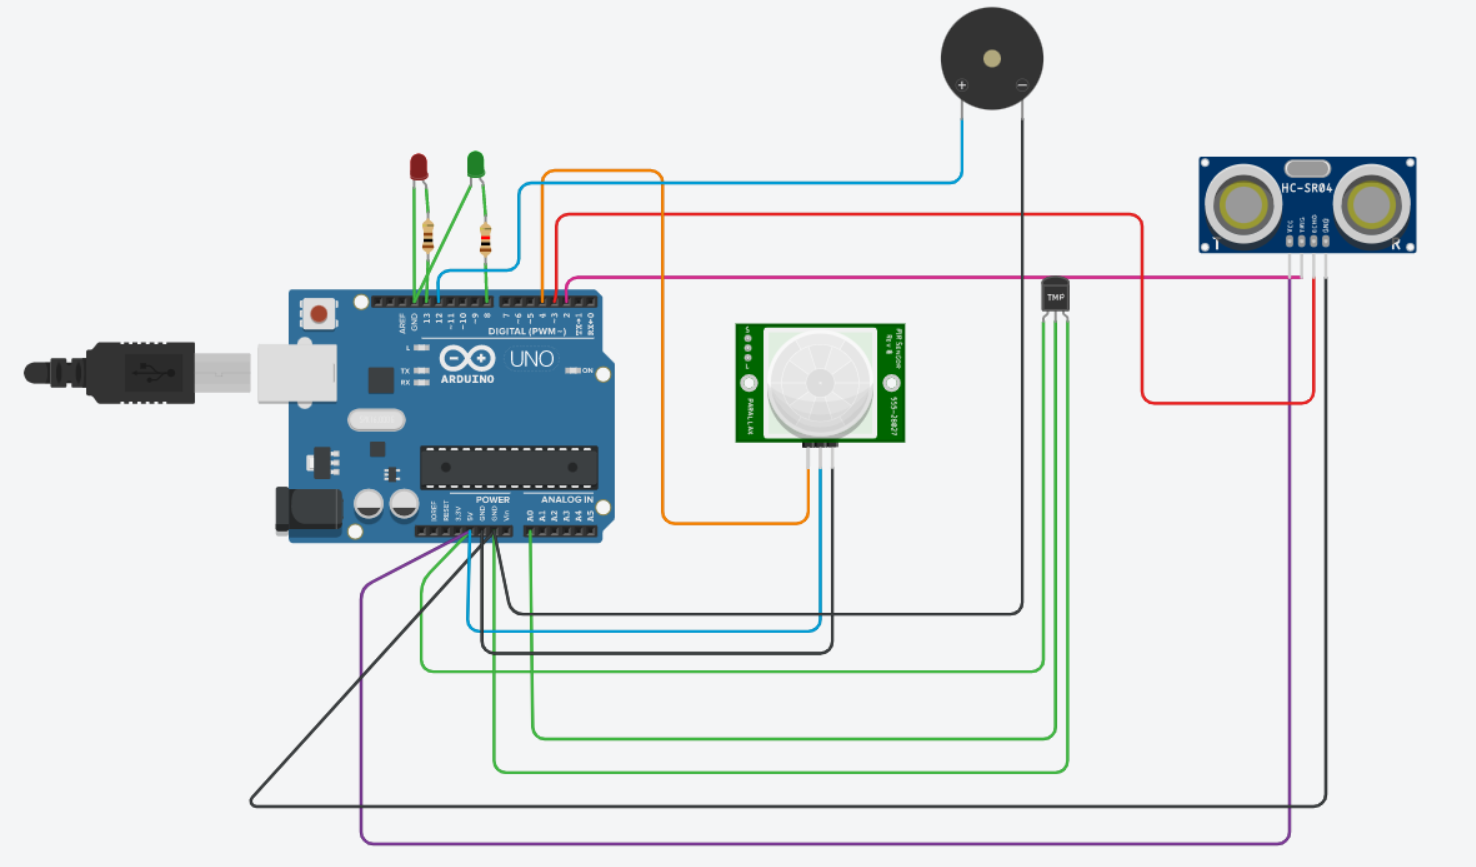 + −
HC-SR04
VCC
TRIG
ECHO
GND
T R
TMP
AREF
GND
13
12
~11
~10
~9
8
7
~6
~5
4
~3
2
TX→1
RX←0
DIGITAL (PWM~)
L
TX
RX
ARDUINO
UNO
ON
S
L
PARALLAX
PIR Sensor
Rev B
555-28027
POWER
ANALOG IN
IOREF
RESET
3.3V
5V
GND
GND
Vin
A0
A1
A2
A3
A4
A5